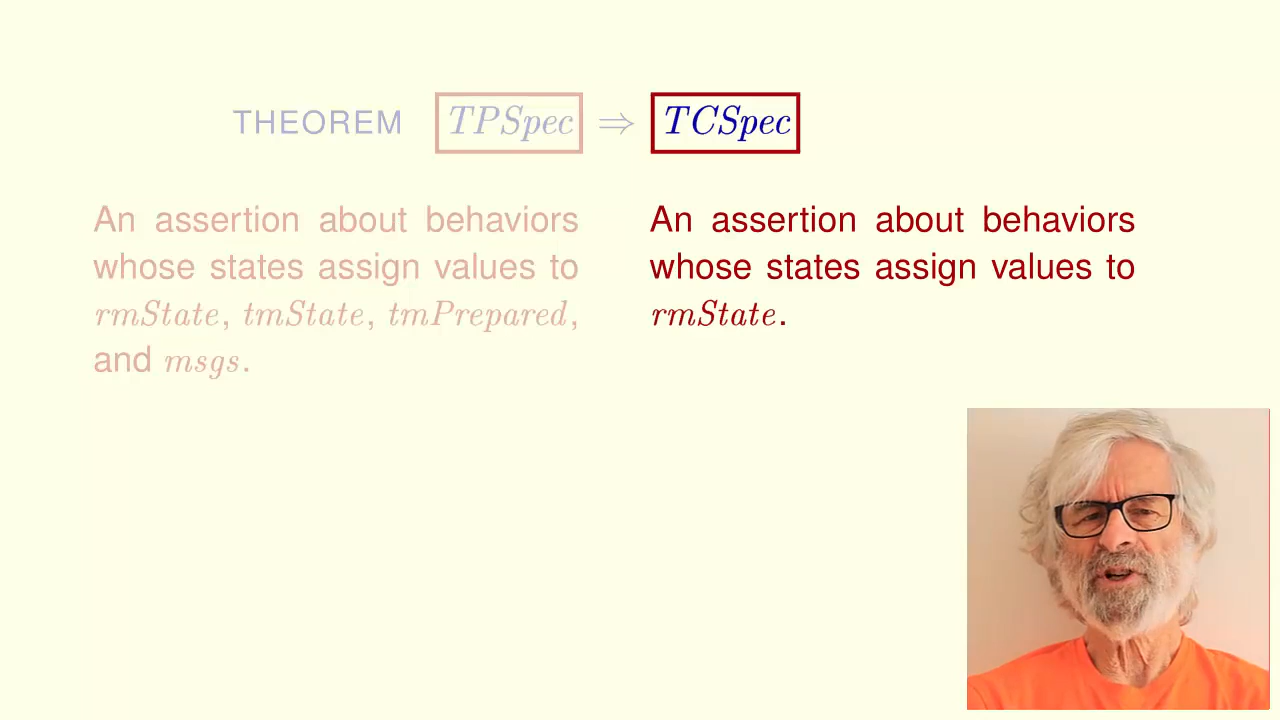 THEOREM TPSpec ⇒ TCSpec
An assertion about behaviors
whose states assign values to
rmState, tmState, tmPrepared,
and msgs.
An assertion about behaviors
whose states assign values to
rmState.